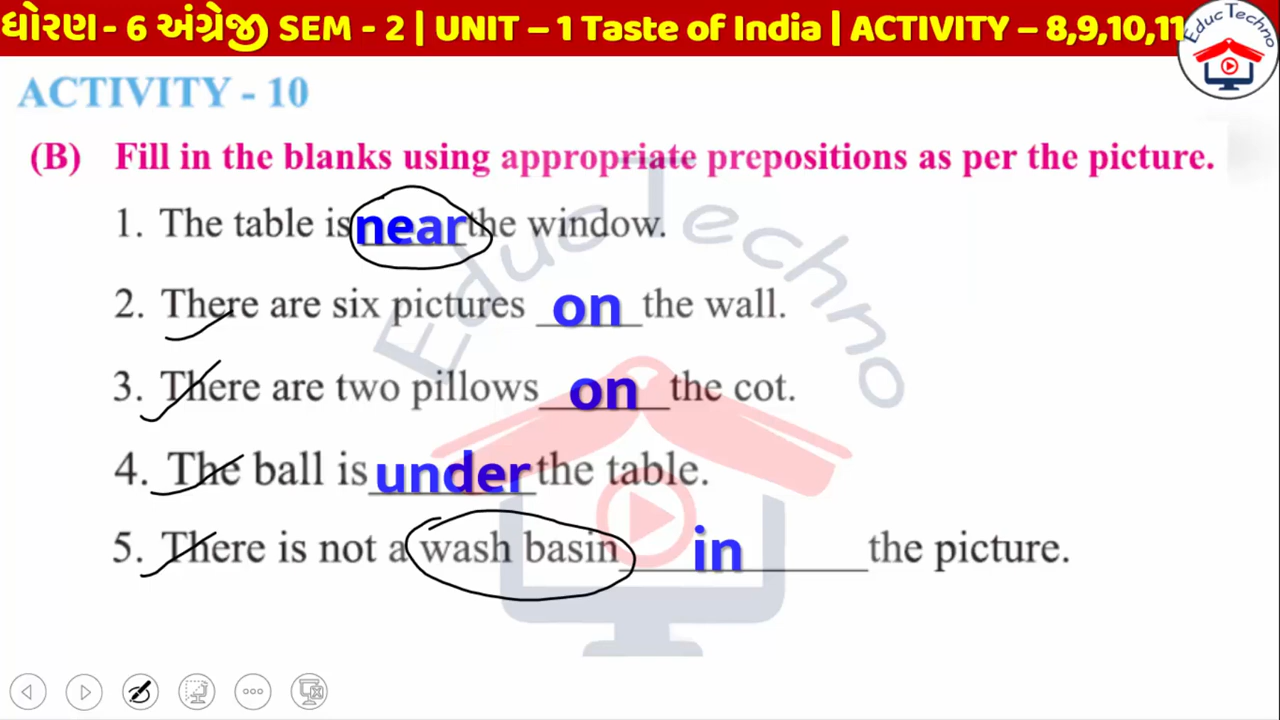 ધોરણ - 6 અંગ્રેજી SEM - 2 | UNIT – 1 Taste of India | ACTIVITY – 8,9,10,11
Educ Techno
ACTIVITY - 10
(B) Fill in the blanks using appropriate prepositions as per the picture.
1. The table is near the window.
2. There are six pictures on the wall.
3. There are two pillows on the cot.
4. The ball is under the table.
5. There is not a wash basin in the picture.
Educ Techno